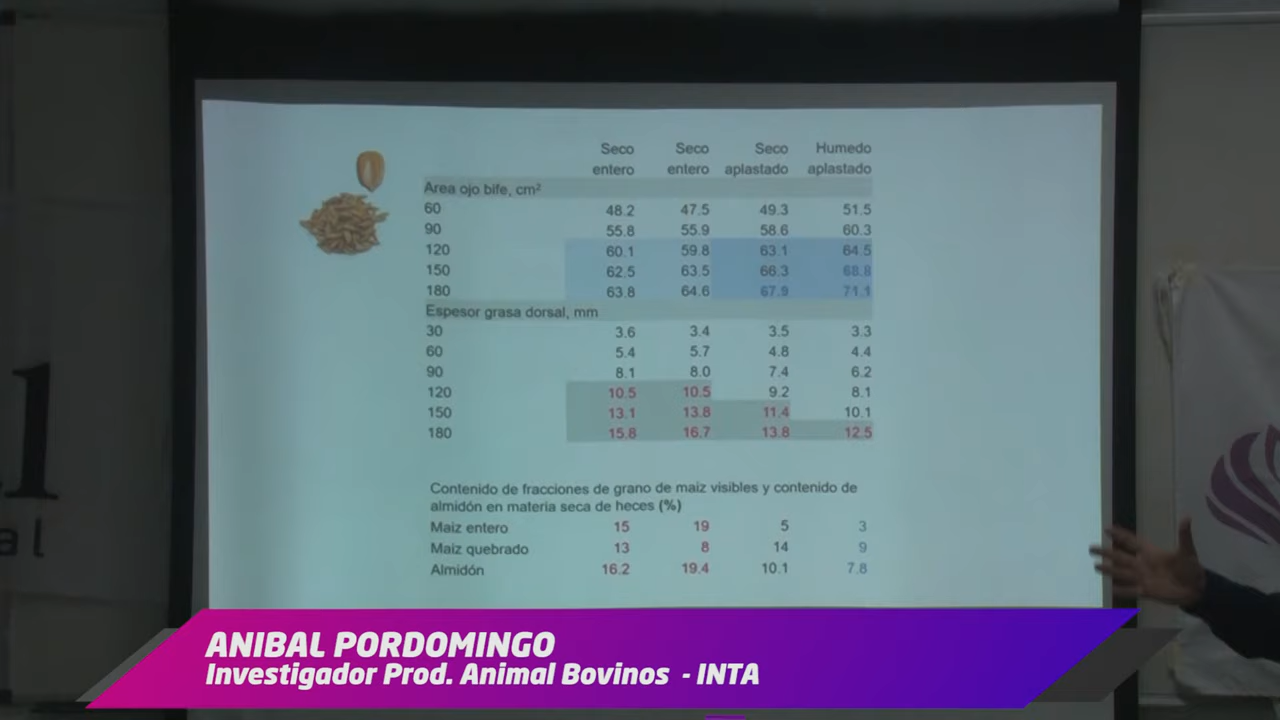 Seco Seco Seco Humedo
entero entero aplastado aplastado
Area ojo bife, cm²
60 48.2 47.5 49.3 51.5
90 55.8 55.9 58.6 60.3
120 60.1 59.8 63.1 64.5
150 62.5 63.5 66.3 68.8
180 63.8 64.6 67.9 71.1
Espesor grasa dorsal, mm
30 3.6 3.4 3.5 3.3
60 5.4 5.7 4.8 4.4
90 8.1 8.0 7.4 6.2
120 10.5 10.5 9.2 8.1
150 13.1 13.8 11.4 10.1
180 15.8 16.7 13.8 12.5
Contenido de fracciones de grano de maiz visibles y contenido de
almidón en materia seca de heces (%)
Maiz entero 15 19 5 3
Maiz quebrado 13 8 14 9
Almidón 16.2 19.4 10.1 7.8
al
ANIBAL PORDOMINGO
Investigador Prod. Animal Bovinos - INTA